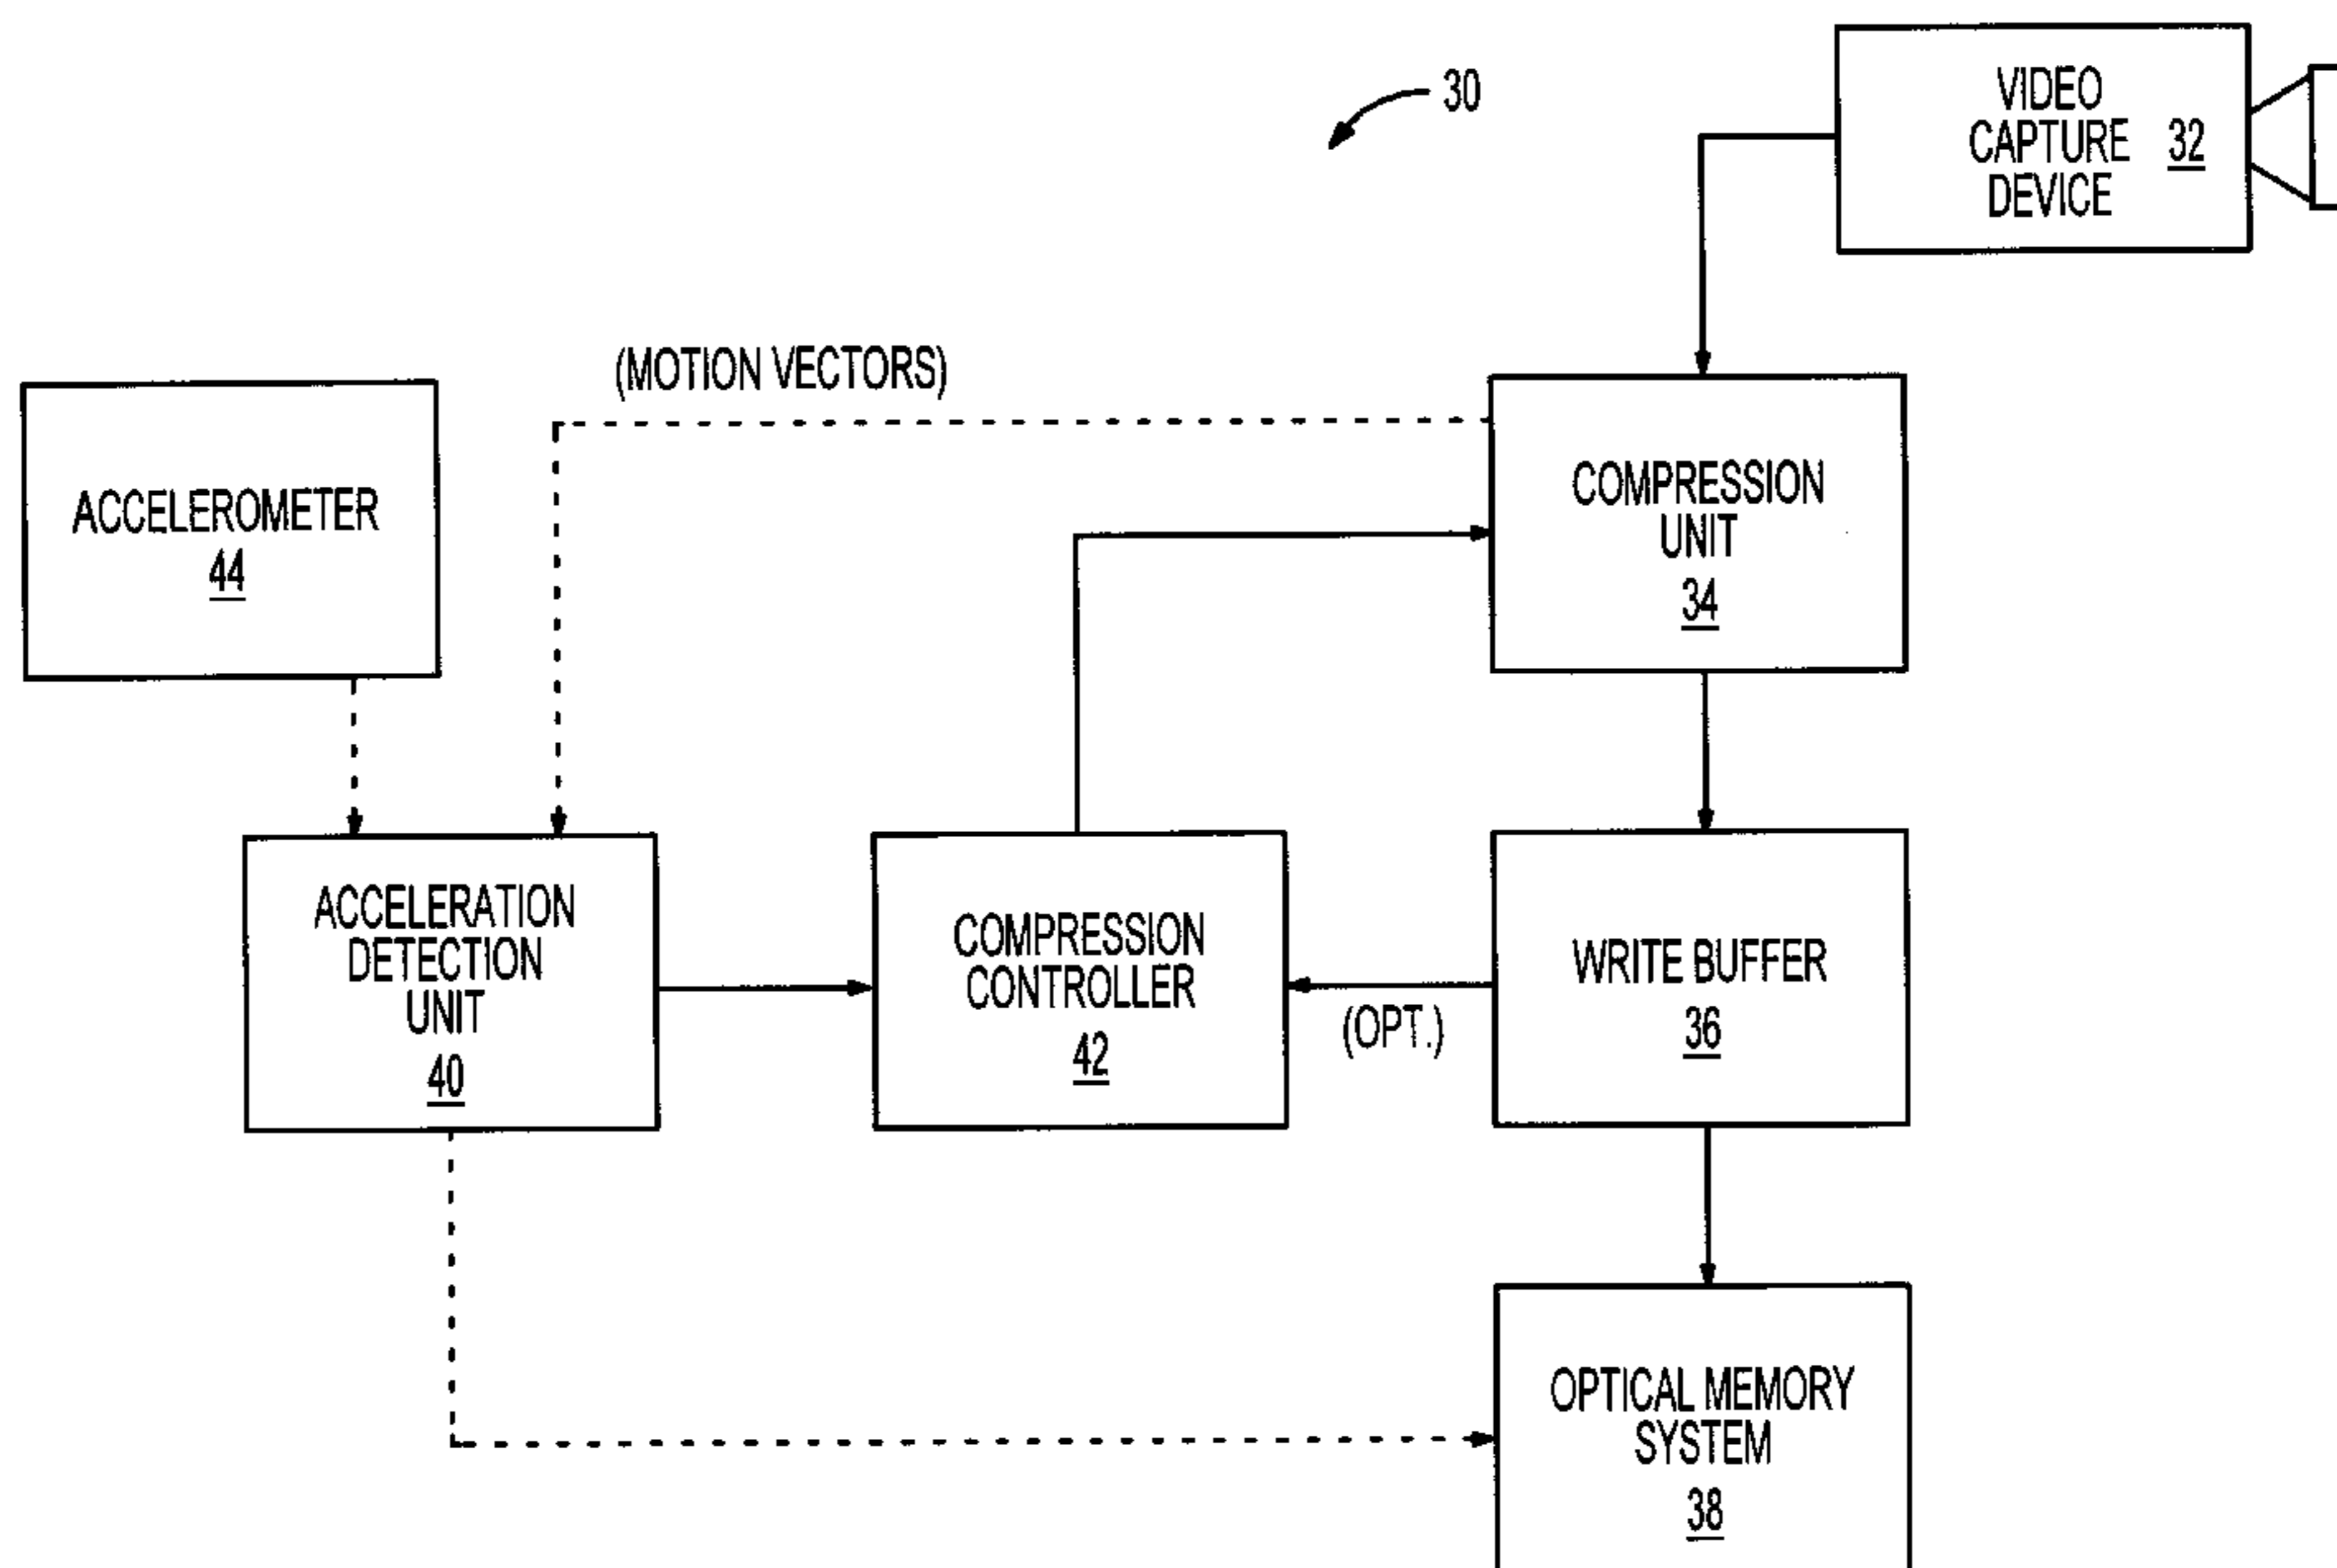 30
VIDEO
CAPTURE 32
DEVICE
(MOTION VECTORS)
ACCELEROMETER
44
COMPRESSION
UNIT
34
ACCELERATION
DETECTION
UNIT
40
COMPRESSION
CONTROLLER
42
(OPT.)
WRITE BUFFER
36
OPTICAL MEMORY
SYSTEM
38